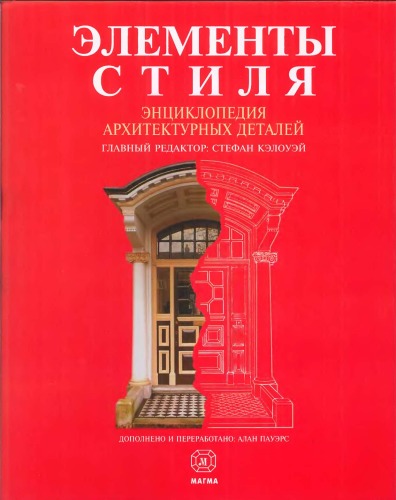 ЭЛЕМЕНТЫ
СТИЛЯ
ЭНЦИКЛОПЕДИЯ
АРХИТЕКТУРНЫХ ДЕТАЛЕЙ
ГЛАВНЫЙ РЕДАКТОР: СТЕФАН КЭЛОУЭЙ
ДОПОЛНЕНО И ПЕРЕРАБОТАНО: АЛАН ПАУЭРС
М
МАГМА